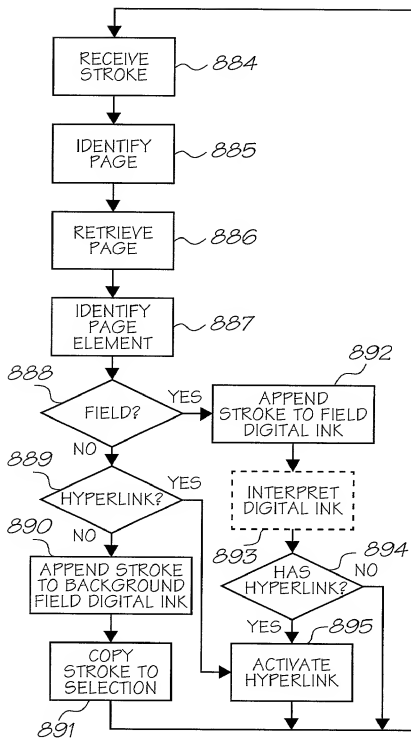 RECEIVE
STROKE
884
IDENTIFY
PAGE
885
RETRIEVE
PAGE
886
IDENTIFY
PAGE
ELEMENT
887
888
FIELD?
YES
NO
892
APPEND
STROKE TO FIELD
DIGITAL INK
889
HYPERLINK?
YES
NO
INTERPRET
DIGITAL INK
893
894
HAS
HYPERLINK?
NO
YES
890
APPEND STROKE
TO BACKGROUND
FIELD DIGITAL INK
895
ACTIVATE
HYPERLINK
COPY
STROKE TO
SELECTION
891